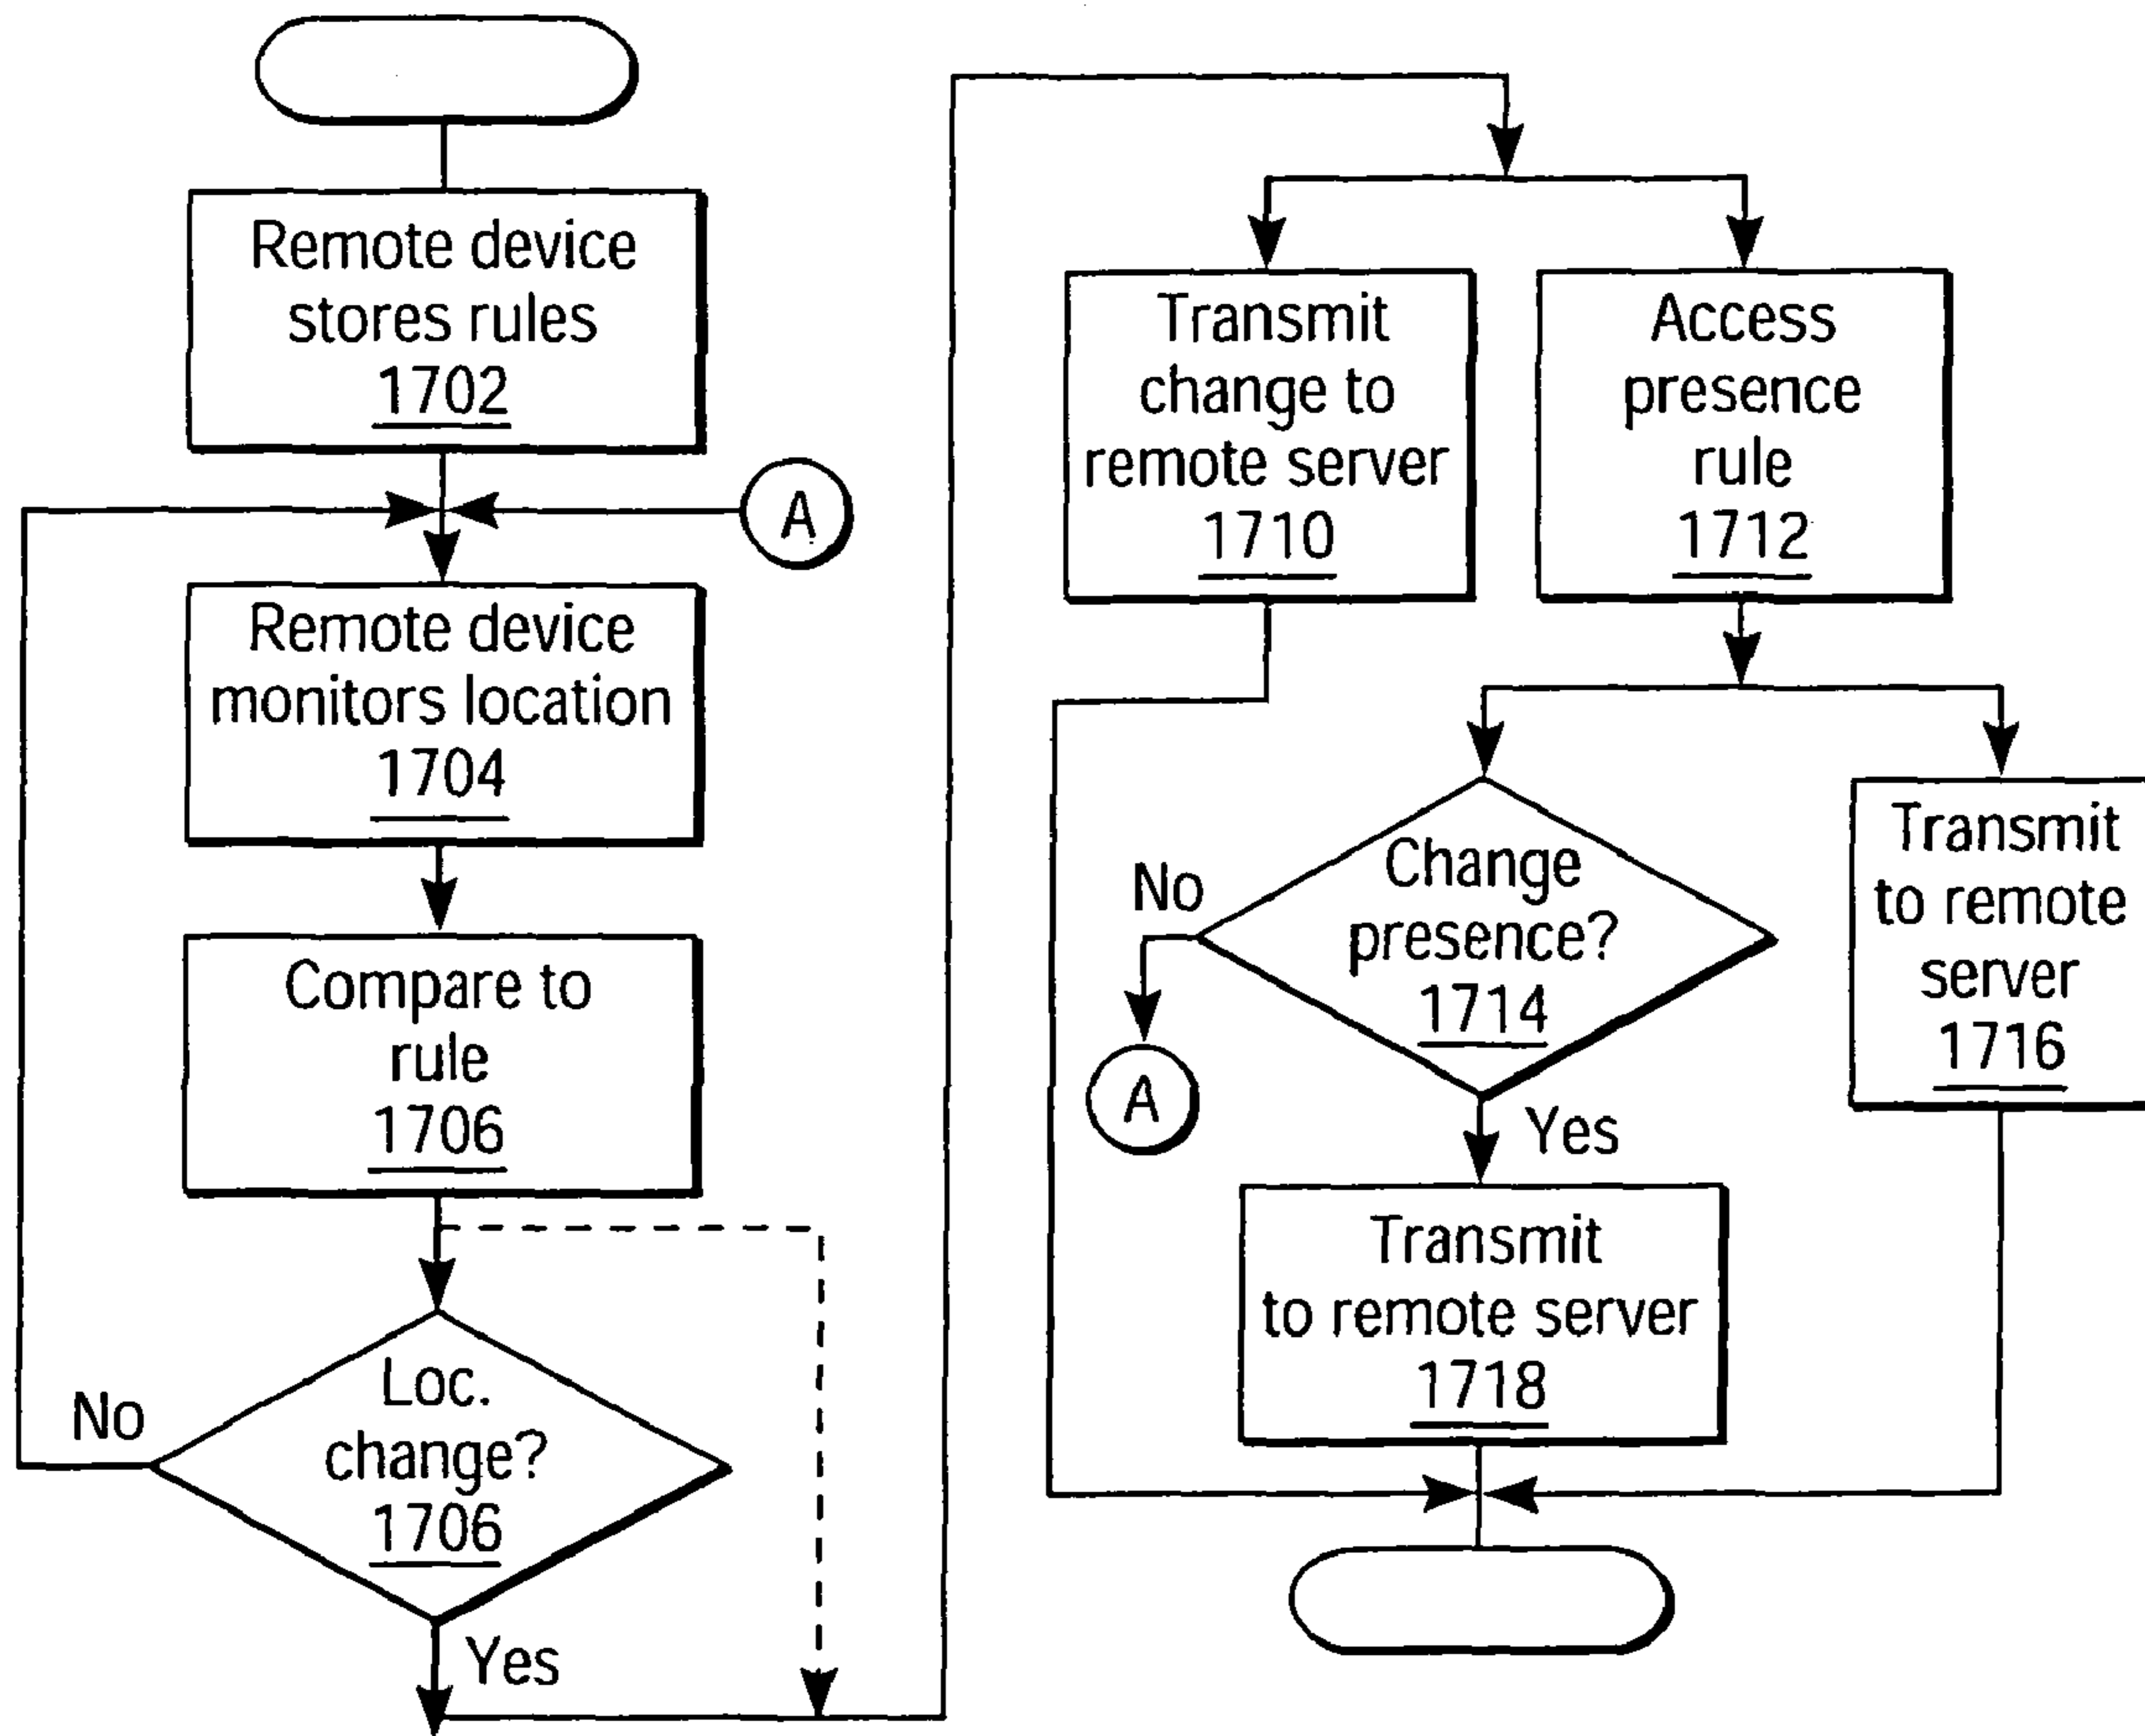 Remote device
stores rules
1702
A
Remote device
monitors location
1704
Compare to
rule
1706
Loc.
change?
1706
No
Yes
Transmit
change to
remote server
1710
Access
presence
rule
1712
Change
presence?
1714
No
A
Yes
Transmit
to remote
server
1716
Transmit
to remote server
1718